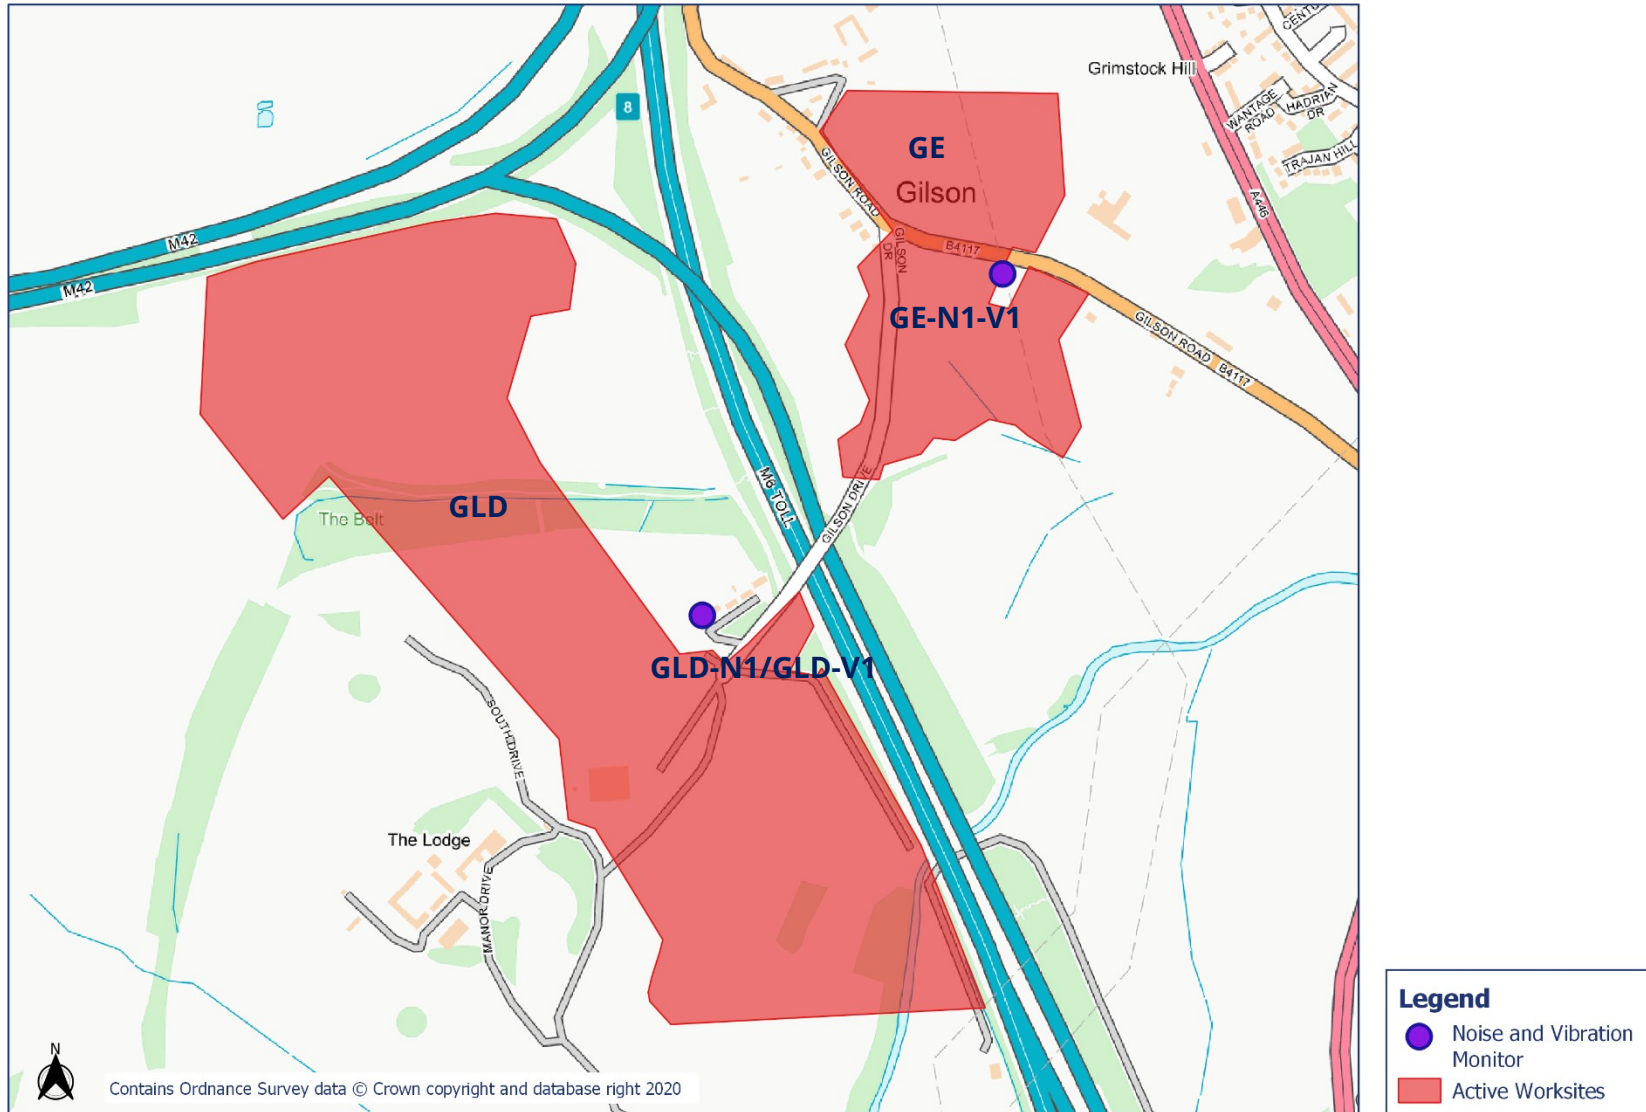 CENTU
Grimstock Hill
8
WANTAGE
ROAD
HADRIAN
DR
TRAJAN HILL
GE
Gilson
GILSON ROAD
A446
M42
M42
GILSON
DR
B4117
GE-N1-V1
GILSON ROAD B4117
M6 TOLL
GLD
The Belt
GILSON DRIVE
GLD-N1/GLD-V1
SOUTH DRIVE
The Lodge
MANOR DRIVE
N
Contains Ordnance Survey data © Crown copyright and database right 2020
Legend
Noise and Vibration
Monitor
Active Worksites